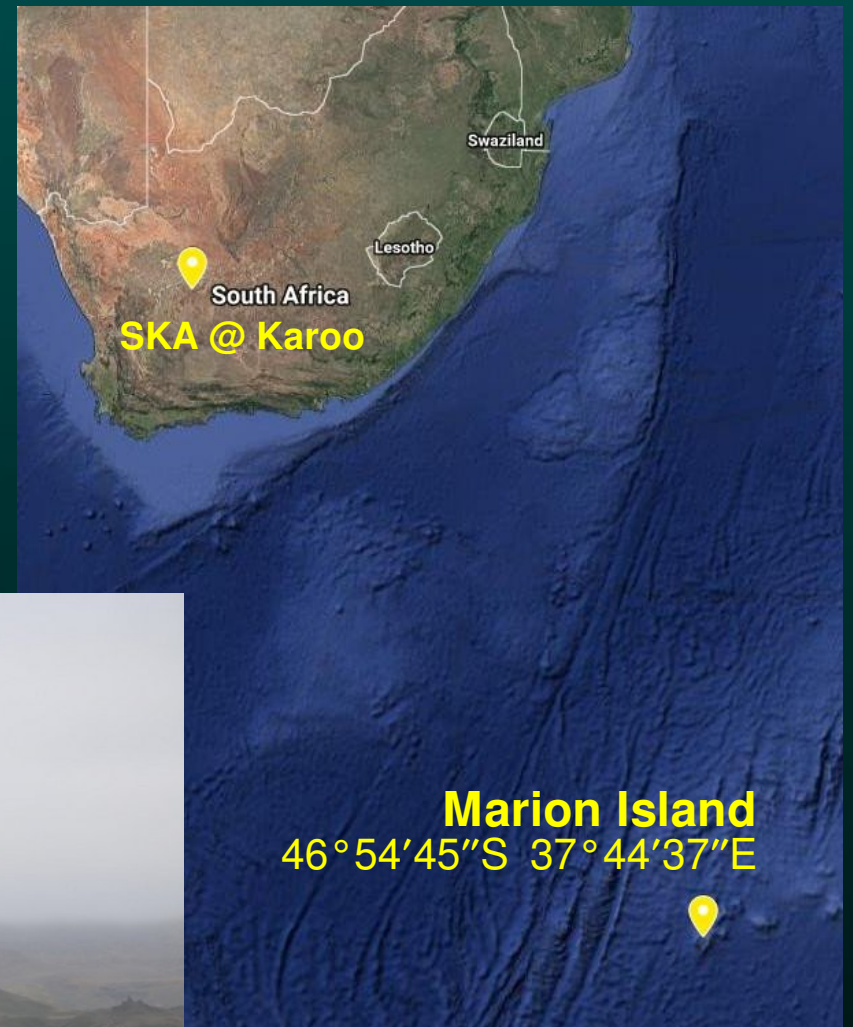 Swaziland
Lesotho
South Africa
SKA @ Karoo
Marion Island
46°54′45″S 37°44′37″E